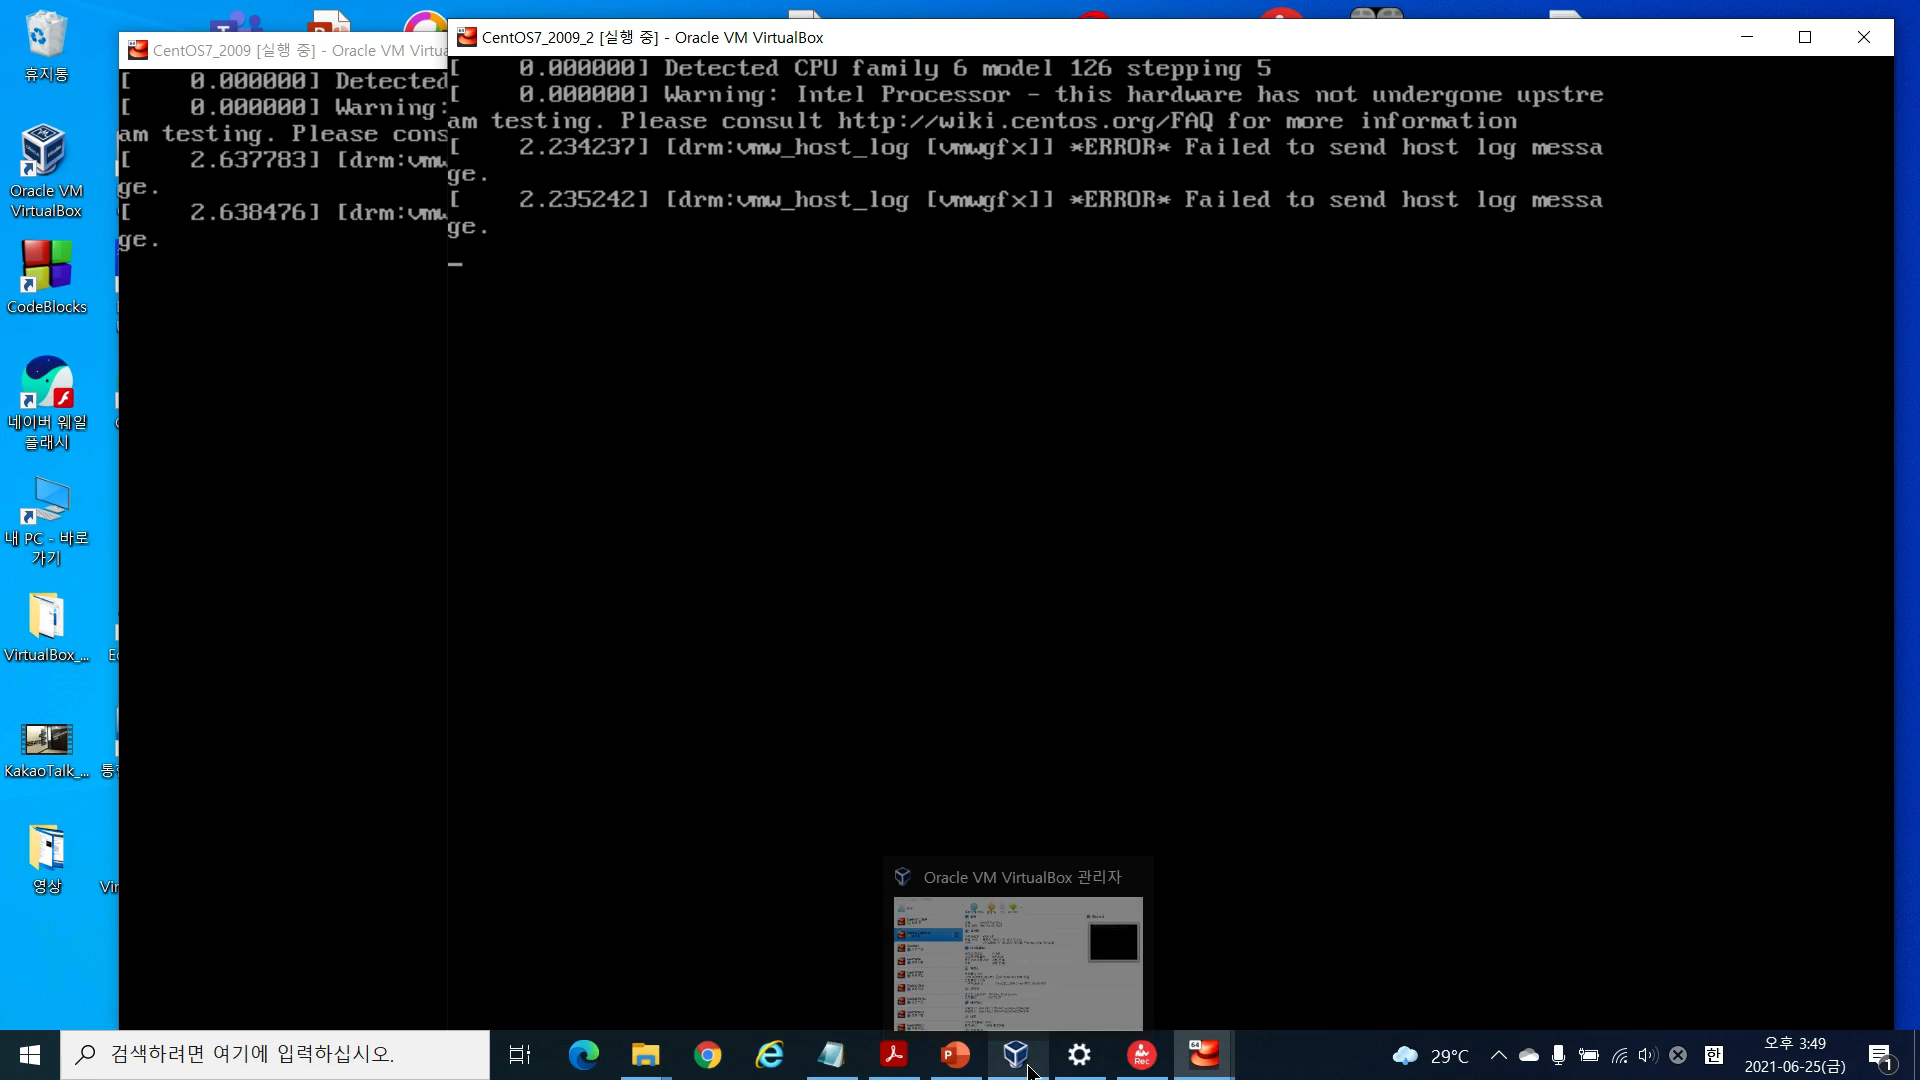 휴지통
Oracle VM
VirtualBox
CodeBlocks
네이버 웨일
플래시
내 PC - 바로
가기
VirtualBox_...
KakaoTalk_...
영상
CentOS7_2009 [실행 중] - Oracle VM Virtua
[    0.000000] Detected
[    0.000000] Warning:
am testing. Please cons
[    2.637783] [drm:vmw
ge.
[    2.638476] [drm:vmw
ge.
CentOS7_2009_2 [실행 중] - Oracle VM VirtualBox
[    0.000000] Detected CPU family 6 model 126 stepping 5
[    0.000000] Warning: Intel Processor - this hardware has not undergone upstre
am testing. Please consult http://wiki.centos.org/FAQ for more information
[    2.234237] [drm:vmw_host_log [vmwgfx]] *ERROR* Failed to send host log messa
ge.
[    2.235242] [drm:vmw_host_log [vmwgfx]] *ERROR* Failed to send host log messa
ge.
Oracle VM VirtualBox 관리자
검색하려면 여기에 입력하십시오.
Rec
64
29°C
한
오후 3:49
2021-06-25(금)
1